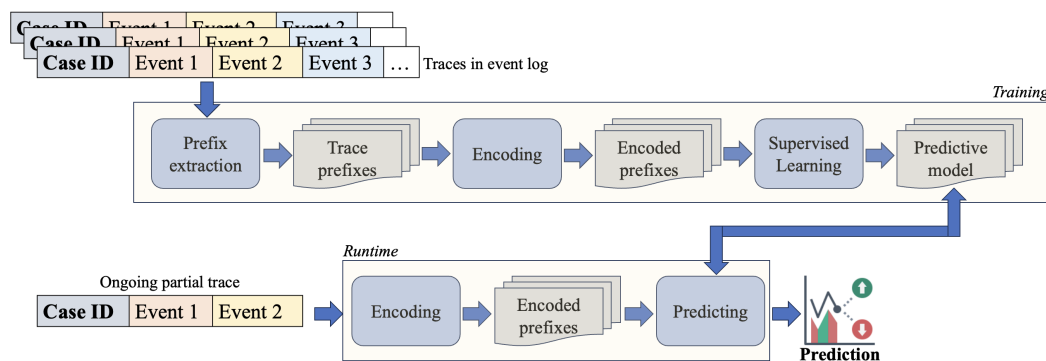 Case ID Event 1 Event 2 Event 3
Case ID Event 1 Event 2 Event 3
Case ID Event 1 Event 2 Event 3 ...
Traces in event log
Training
Prefix
extraction
Trace
prefixes
Encoding
Encoded
prefixes
Supervised
Learning
Predictive
model
Runtime
Ongoing partial trace
Case ID Event 1 Event 2
Encoding
Encoded
prefixes
Predicting
Prediction